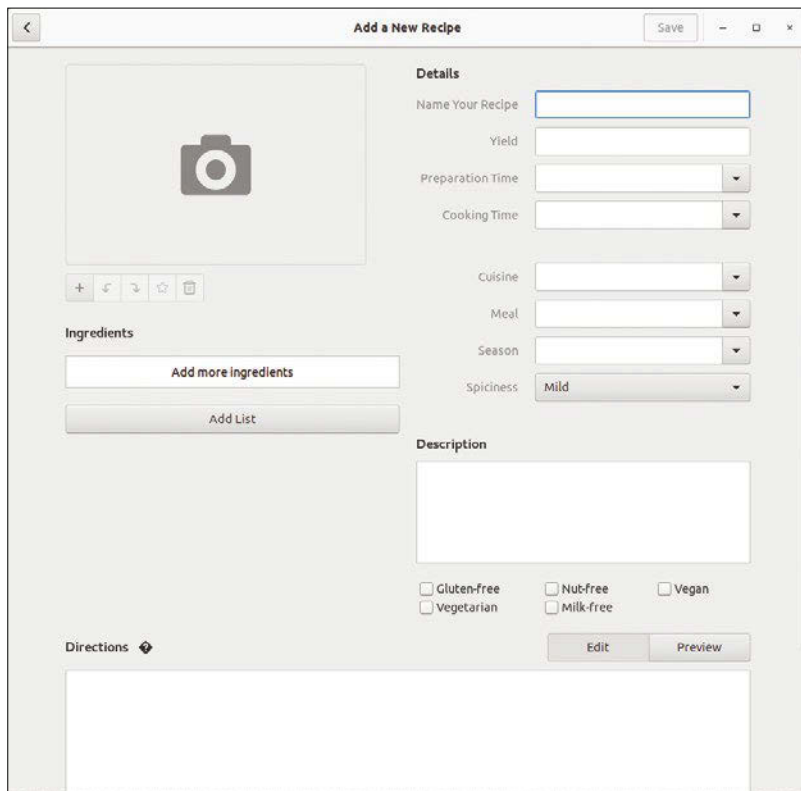 Add a New Recipe
Save
Details
Name Your Recipe
Yield
Preparation Time
Cooking Time
Cuisine
Meal
Season
Spiciness
Mild
Ingredients
Add more ingredients
Add List
Description
Gluten-free
Nut-free
Vegan
Vegetarian
Milk-free
Directions
Edit
Preview